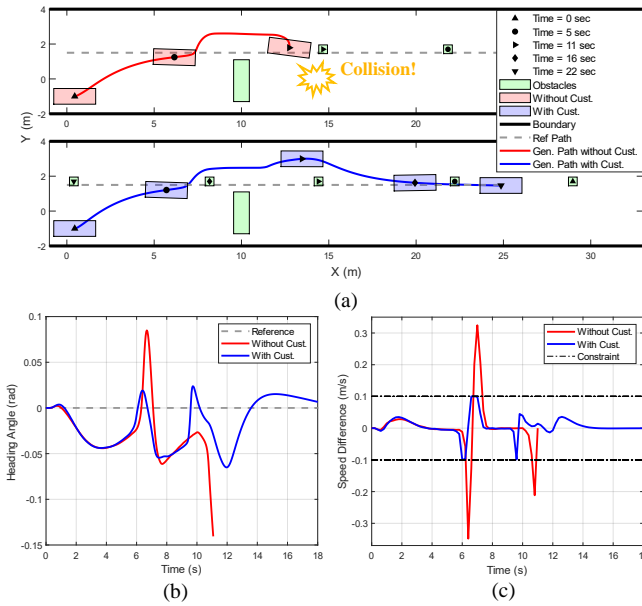 4
2
0
-2
0
5
10
15
20
Collision!
Time = 0 sec
Time = 5 sec
Time = 11 sec
Time = 16 sec
Time = 22 sec
Obstacles
Without Cust.
With Cust.
Boundary
Ref Path
Gen. Path without Cust.
Gen. Path with Cust.
Y (m)
4
2
0
-2
0
5
10
15
20
25
30
X (m)
(a)
0.1
0.05
0
-0.05
-0.1
-0.15
Heading Angle (rad)
Reference
Without Cust.
With Cust.
0 2 4 6 8 10 12 14 16 18
Time (s)
(b)
0.3
0.2
0.1
0
-0.1
-0.2
-0.3
Speed Difference (m/s)
Without Cust.
With Cust.
Constraint
0 2 4 6 8 10 12 14 16 18
Time (s)
(c)